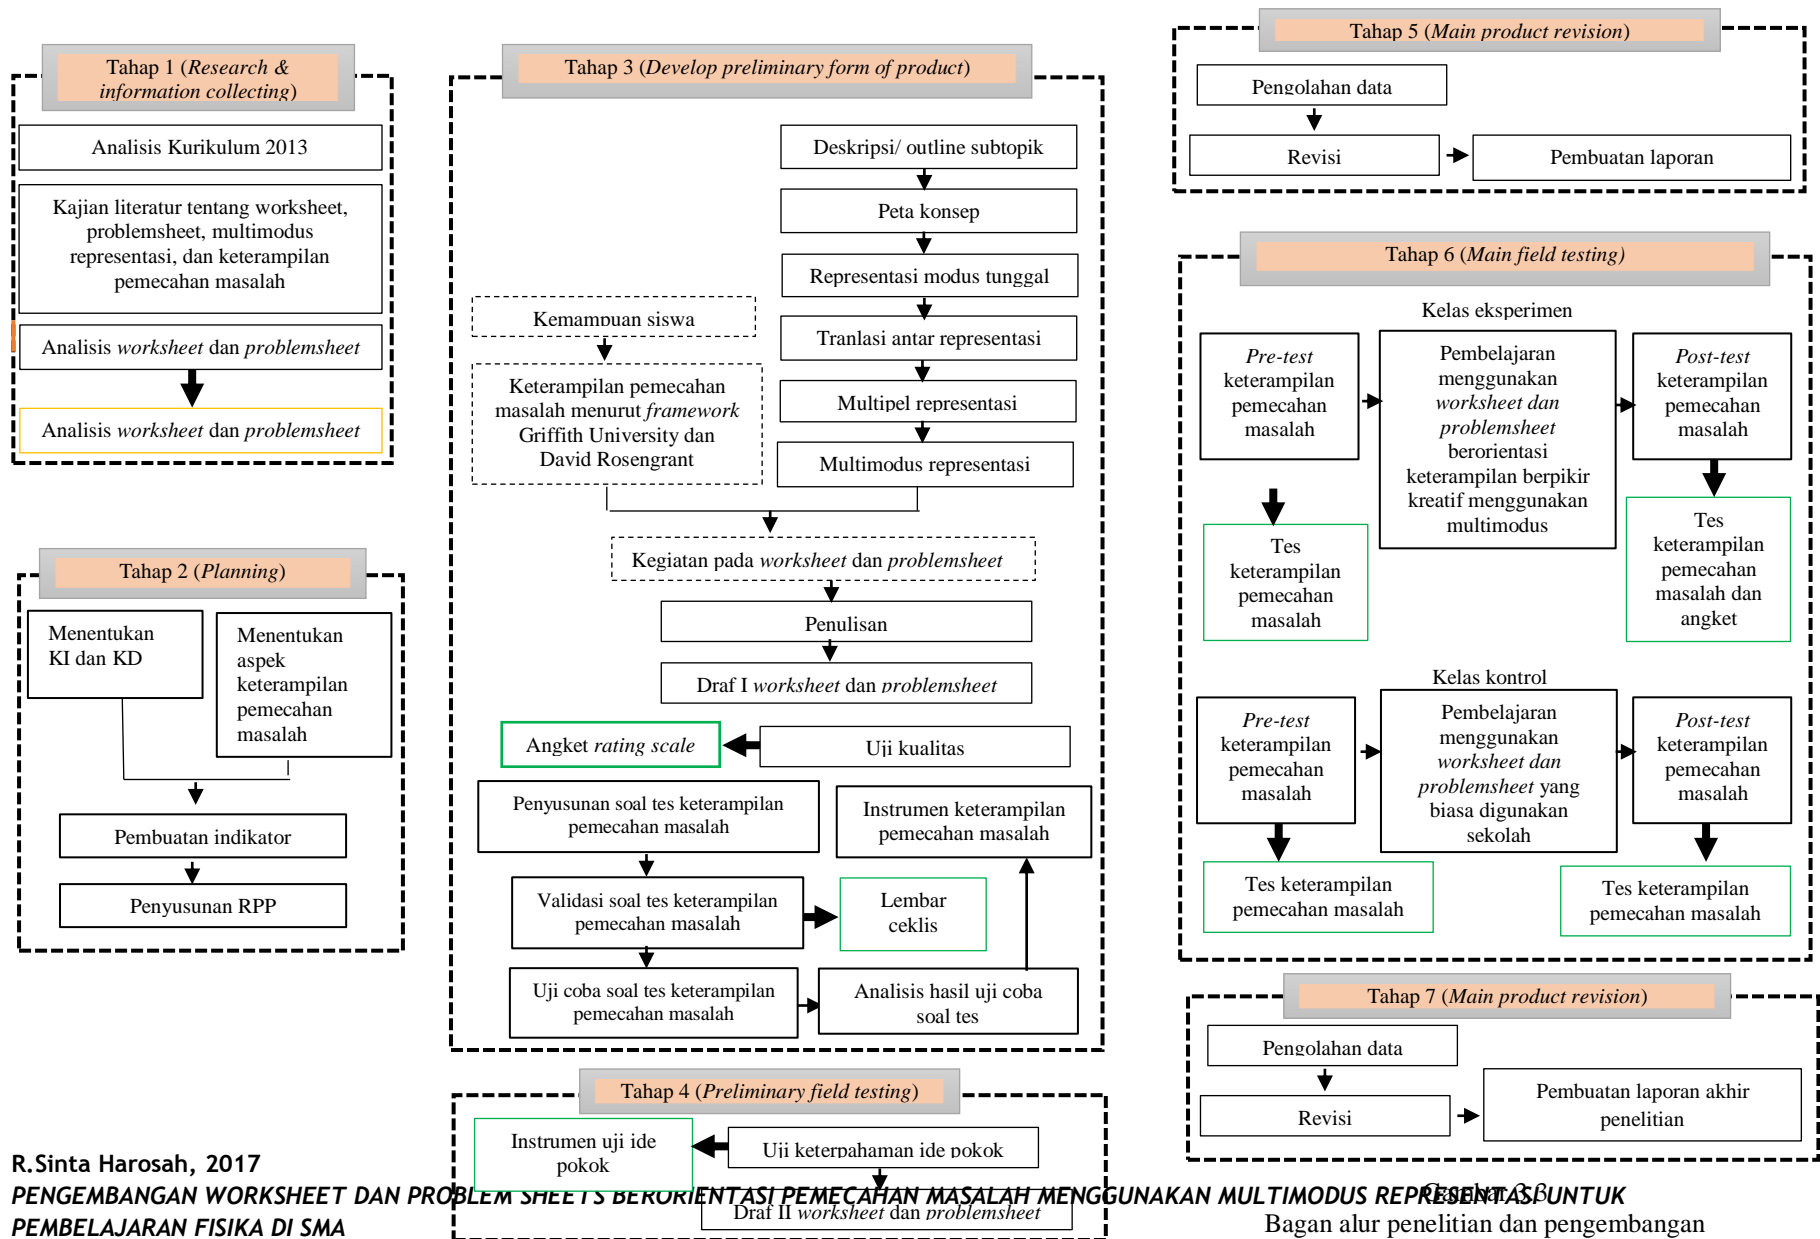 Tahap 1 (Research &
information collecting)
Analisis Kurikulum 2013
Kajian literatur tentang worksheet,
problemsheet, multimodus
representasi, dan keterampilan
pemecahan masalah
Analisis worksheet dan problemsheet
Analisis worksheet dan problemsheet
Tahap 2 (Planning)
Menentukan
KI dan KD
Menentukan
aspek
keterampilan
pemecahan
masalah
Pembuatan indikator
Penyusunan RPP
Tahap 3 (Develop preliminary form of product)
Deskripsi/ outline subtopik
Peta konsep
Representasi modus tunggal
Tranlasi antar representasi
Multipel representasi
Multimodus representasi
Kemampuan siswa
Keterampilan pemecahan
masalah menurut framework
Griffith University dan
David Rosengrant
Kegiatan pada worksheet dan problemsheet
Penulisan
Draf I worksheet dan problemsheet
Angket rating scale
Uji kualitas
Penyusunan soal tes keterampilan
pemecahan masalah
Instrumen keterampilan
pemecahan masalah
Validasi soal tes keterampilan
pemecahan masalah
Lembar
ceklis
Uji coba soal tes keterampilan
pemecahan masalah
Analisis hasil uji coba
soal tes
Tahap 4 (Preliminary field testing)
Instrumen uji ide
pokok
Uji keterpahaman ide pokok
Draf II worksheet dan problemsheet
Tahap 5 (Main product revision)
Pengolahan data
Revisi
Pembuatan laporan
Tahap 6 (Main field testing)
Kelas eksperimen
Pre-test
keterampilan
pemecahan
masalah
Pembelajaran
menggunakan
worksheet dan
problemsheet
berorientasi
keterampilan berpikir
kreatif menggunakan
multimodus
Post-test
keterampilan
pemecahan
masalah
Tes
keterampilan
pemecahan
masalah
Tes
keterampilan
pemecahan
masalah dan
angket
Kelas kontrol
Pre-test
keterampilan
pemecahan
masalah
Pembelajaran
menggunakan
worksheet dan
problemsheet yang
biasa digunakan
sekolah
Post-test
keterampilan
pemecahan
masalah
Tes keterampilan
pemecahan masalah
Tes keterampilan
pemecahan masalah
Tahap 7 (Main product revision)
Pengolahan data
Revisi
Pembuatan laporan akhir
penelitian
Gambar 3.3
Bagan alur penelitian dan pengembangan
R.Sinta Harosah, 2017
PENGEMBANGAN WORKSHEET DAN PROBLEM SHEETS BERORIENTASI PEMECAHAN MASALAH MENGGUNAKAN MULTIMODUS REPRESENTASI UNTUK
PEMBELAJARAN FISIKA DI SMA